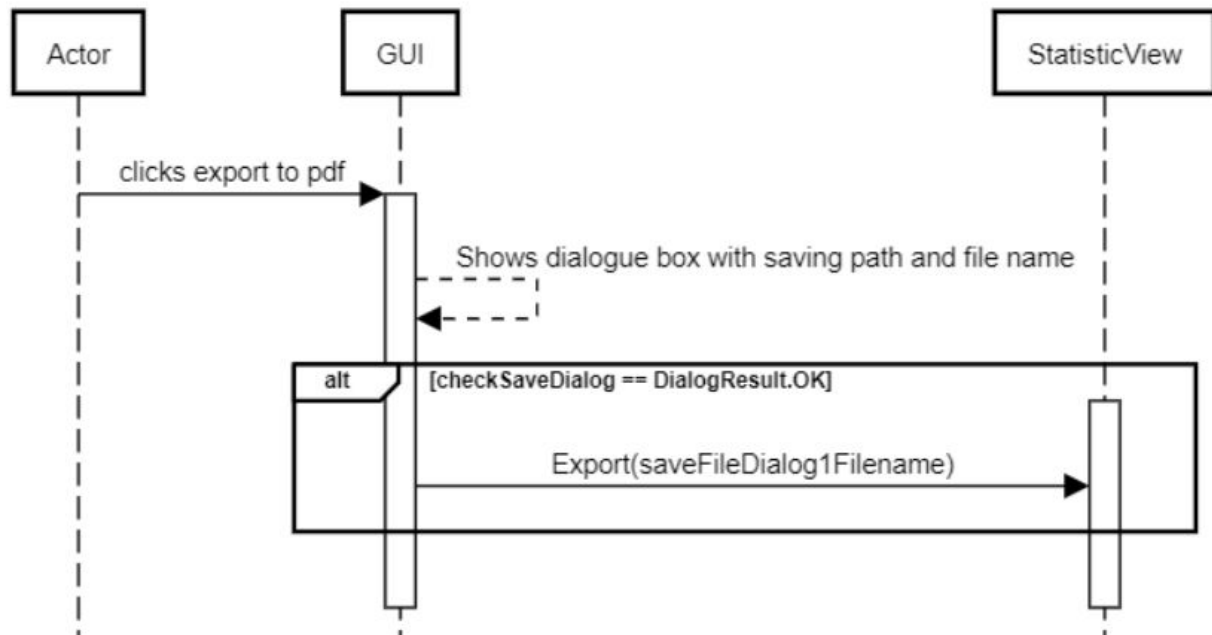 Actor
GUI
StatisticView
clicks export to pdf
Shows dialogue box with saving path and file name
alt
[checkSaveDialog == DialogResult.OK]
Export(saveFileDialog1Filename)